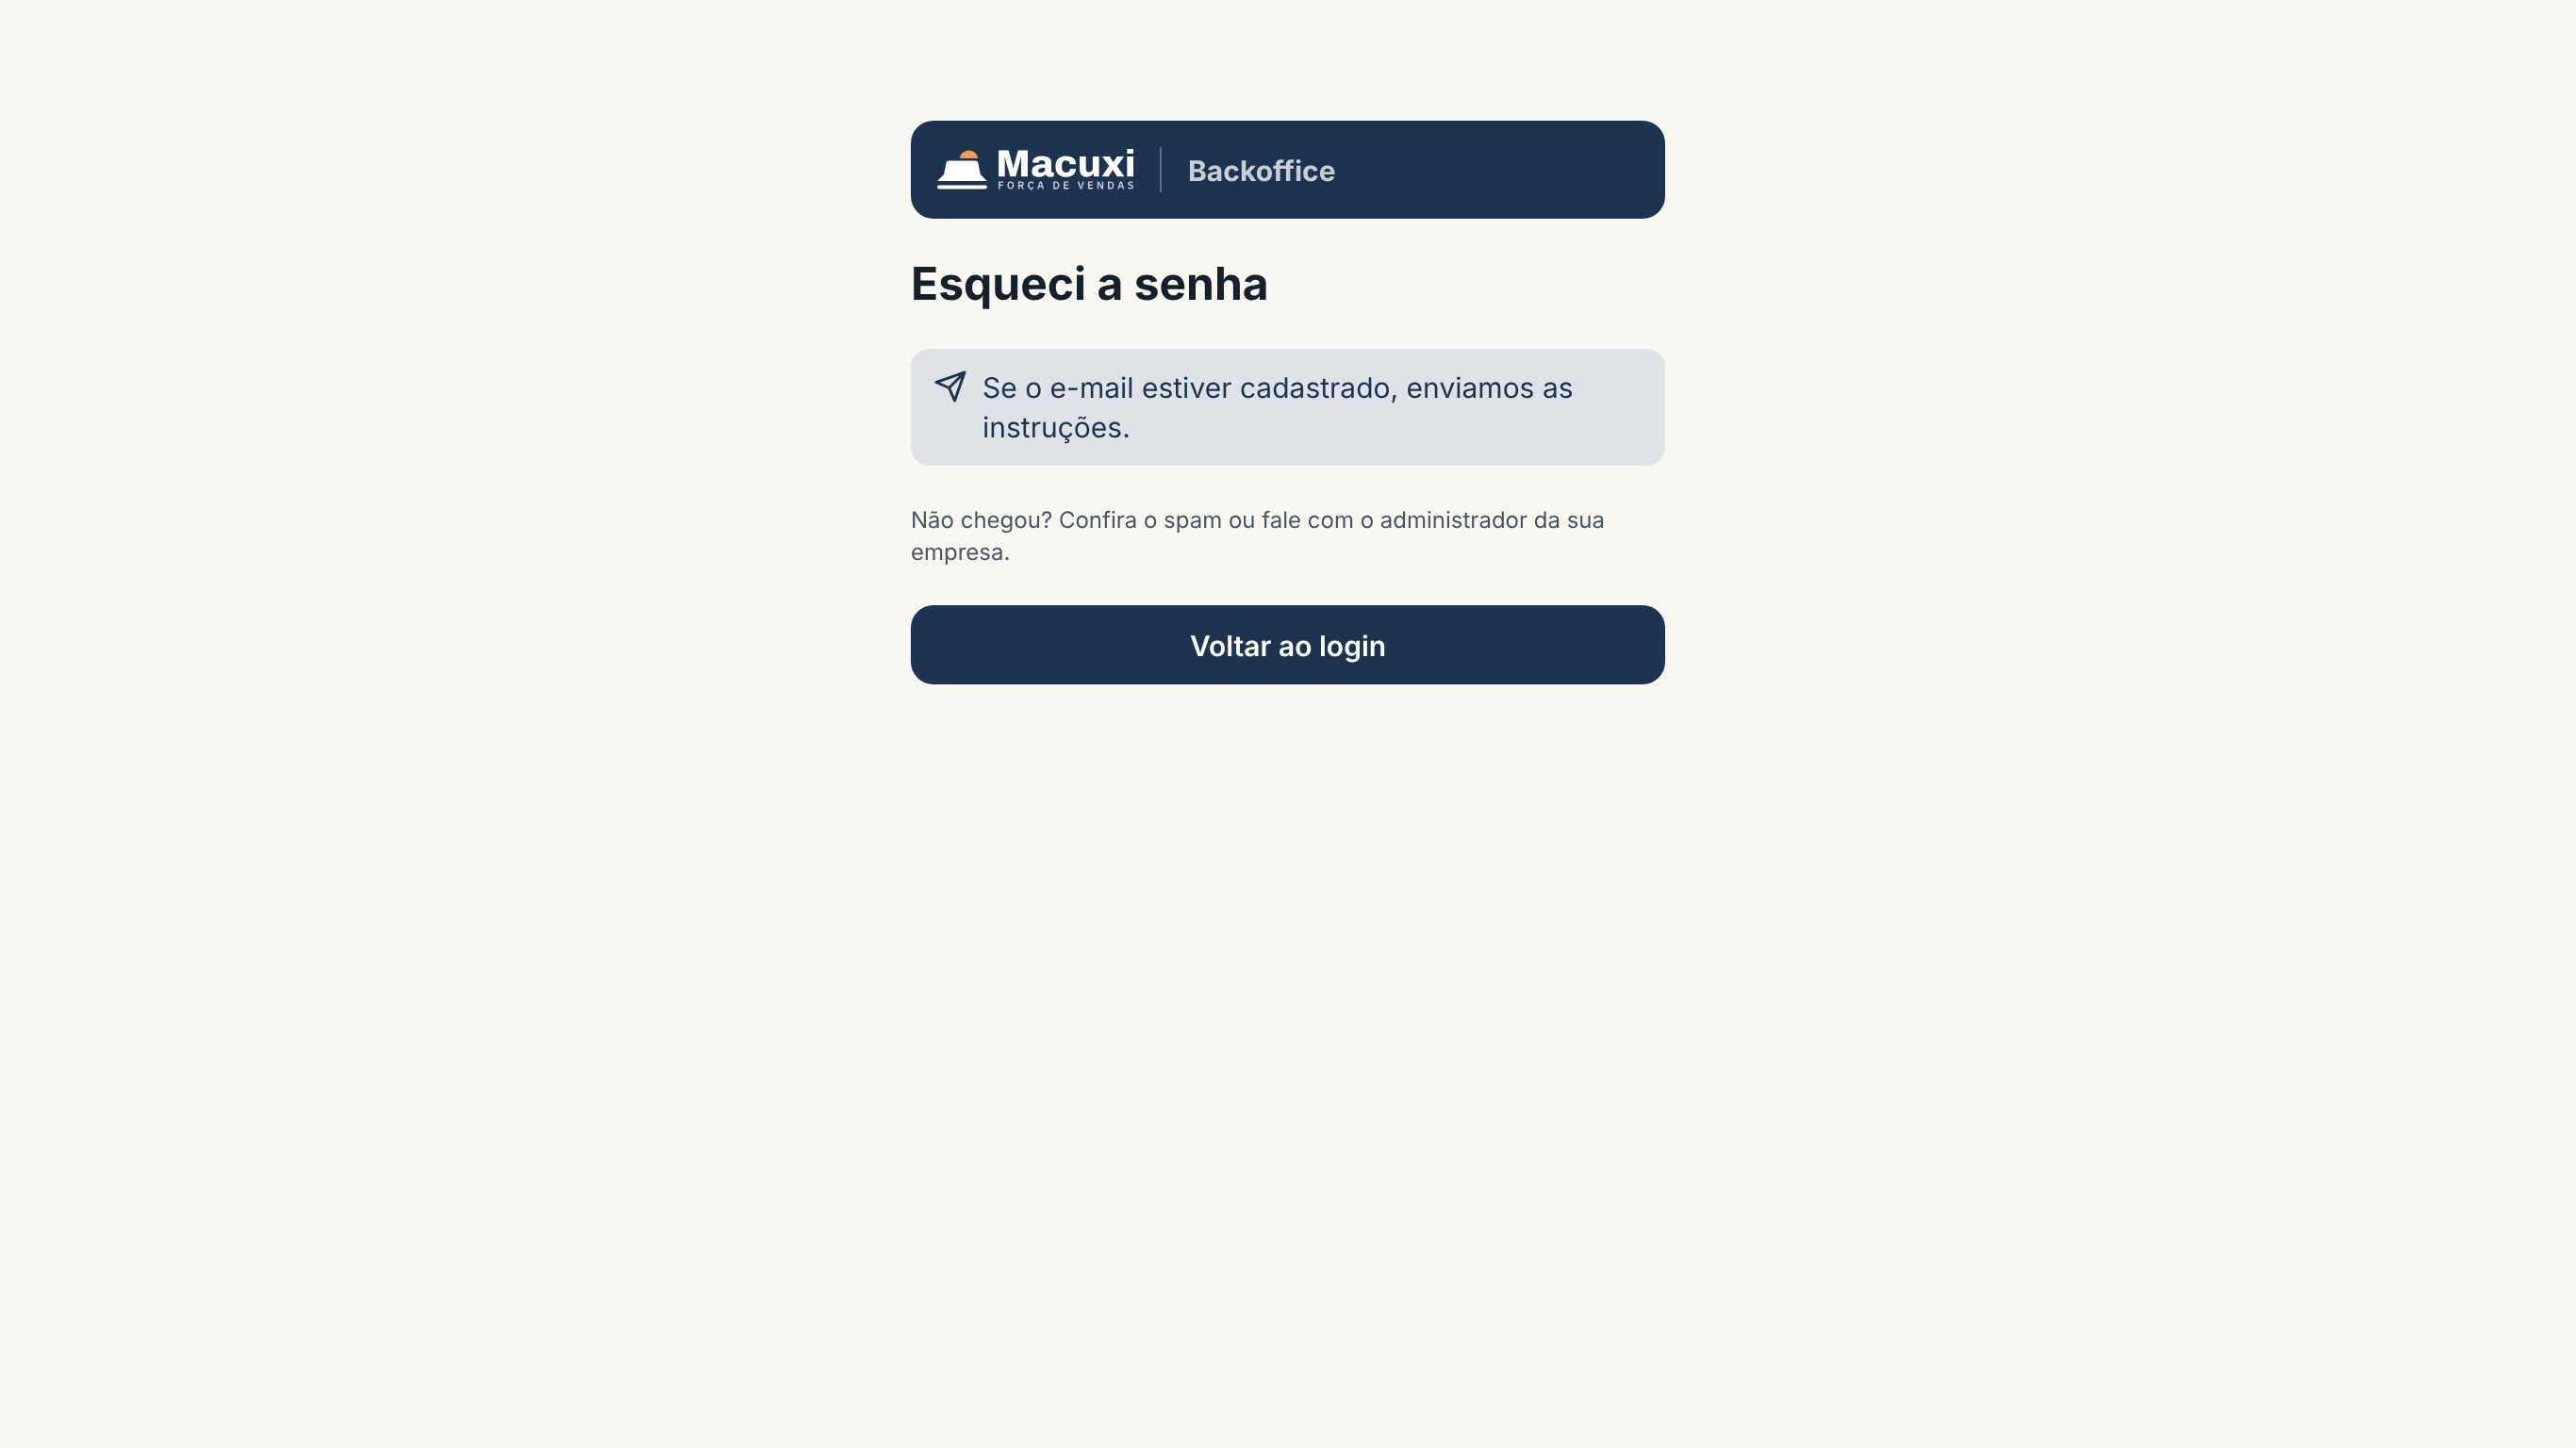 Macuxi
FORÇA DE VENDAS
Backoffice
Esqueci a senha
Se o e-mail estiver cadastrado, enviamos as
instruções.
Não chegou? Confira o spam ou fale com o administrador da sua
empresa.
Voltar ao login